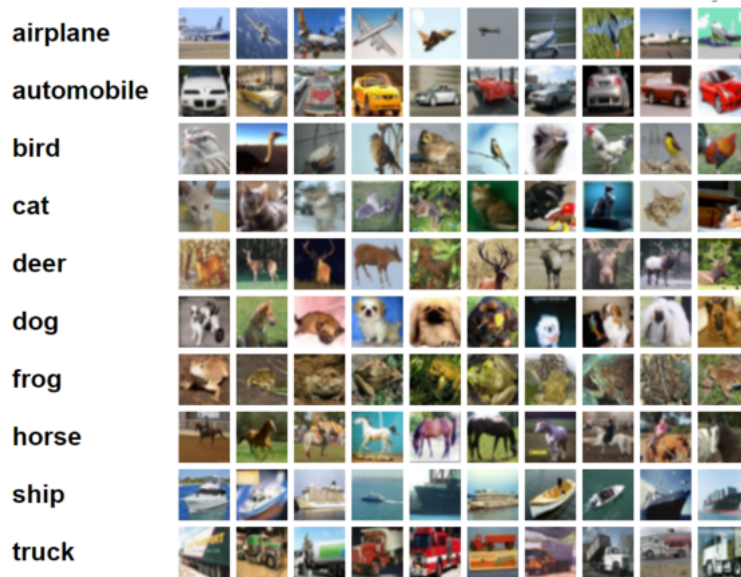 airplane
automobile
bird
cat
deer
dog
frog
horse
ship
truck